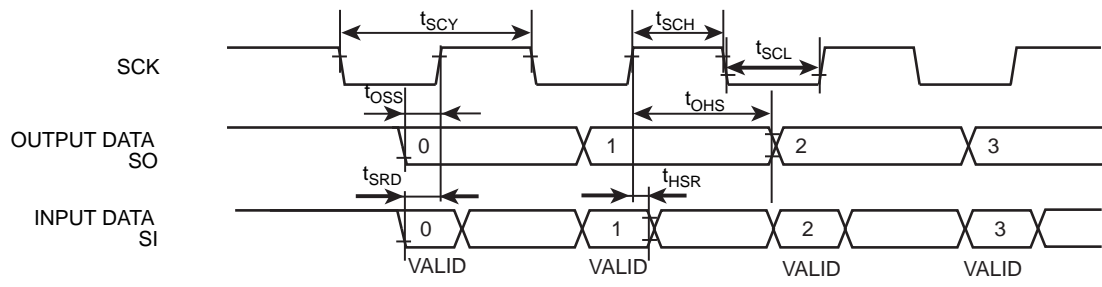 tSCY
tSCH
tSCL
SCK
tOSS
tOHS
OUTPUT DATA
SO
0
1
2
3
tSRD
tHSR
INPUT DATA
SI
0
1
2
3
VALID
VALID
VALID
VALID